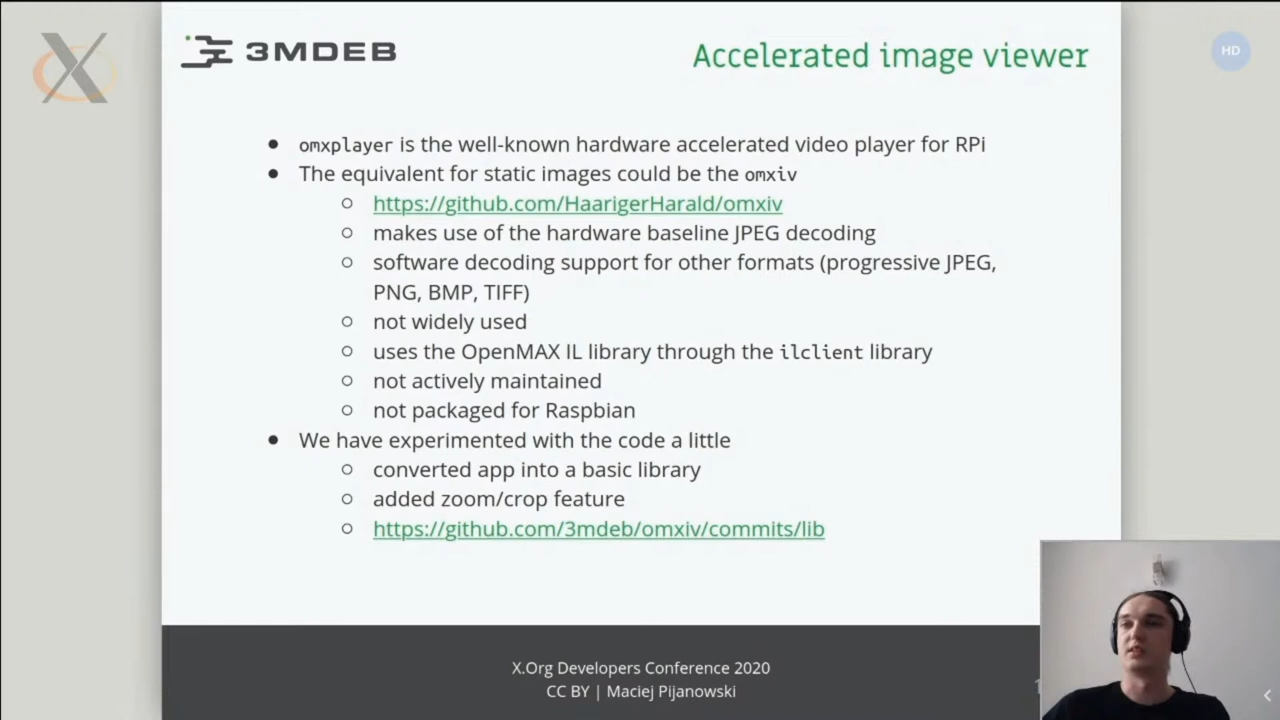 3MDEB
Accelerated image viewer
X
HD
omxplayer is the well-known hardware accelerated video player for RPi
The equivalent for static images could be the omxiv
https://github.com/HaarigerHarald/omxiv
makes use of the hardware baseline JPEG decoding
software decoding support for other formats (progressive JPEG,
PNG, BMP, TIFF)
not widely used
uses the OpenMAX IL library through the ilclient library
not actively maintained
not packaged for Raspbian
We have experimented with the code a little
converted app into a basic library
added zoom/crop feature
https://github.com/3mdeb/omxiv/commits/lib
X.Org Developers Conference 2020
CC BY | Maciej Pijanowski